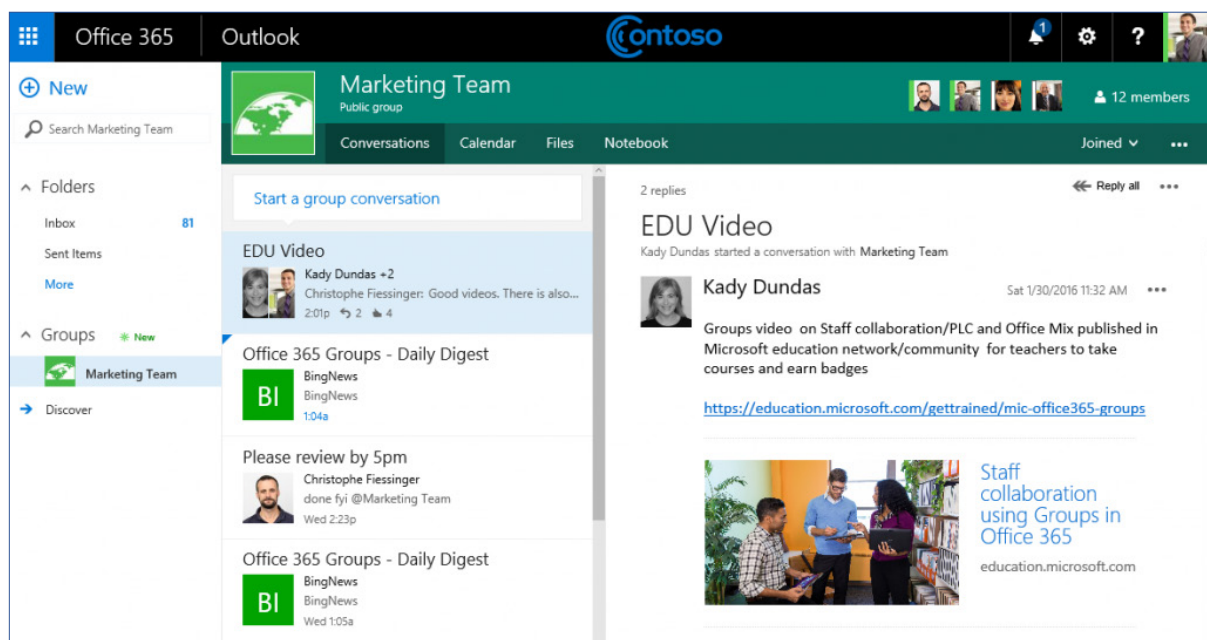 Office 365
Outlook
Contoso
1
?
New
Search Marketing Team
Folders
Inbox 81
Sent Items
More
Groups New
Marketing Team
Discover
Marketing Team
Public group
12 members
Conversations Calendar Files Notebook
Joined
Start a group conversation
EDU Video
Kady Dundas +2
Christophe Fiessinger: Good videos. There is also...
2:01p 2 4
Office 365 Groups - Daily Digest
BI
BingNews
BingNews
1:04a
Please review by 5pm
Christophe Fiessinger
done fyi @Marketing Team
Wed 2:23p
Office 365 Groups - Daily Digest
BI
BingNews
BingNews
Wed 1:05a
2 replies
Reply all
EDU Video
Kady Dundas started a conversation with Marketing Team
Kady Dundas
Sat 1/30/2016 11:32 AM
Groups video on Staff collaboration/PLC and Office Mix published in
Microsoft education network/community for teachers to take
courses and earn badges
https://education.microsoft.com/gettrained/mic-office365-groups
Staff
collaboration
using Groups in
Office 365
education.microsoft.com